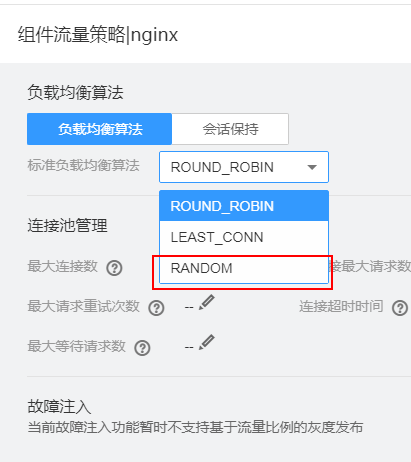 组件流量策略|nginx
负载均衡算法
负载均衡算法 会话保持
标准负载均衡算法 ROUND_ROBIN
ROUND_ROBIN
连接池管理
LEAST_CONN
最大连接数 RANDOM 接最大请求数
最大请求重试次数 -- 连接超时时间
最大等待请求数 --
故障注入
当前故障注入功能暂时不支持基于流量比例的灰度发布